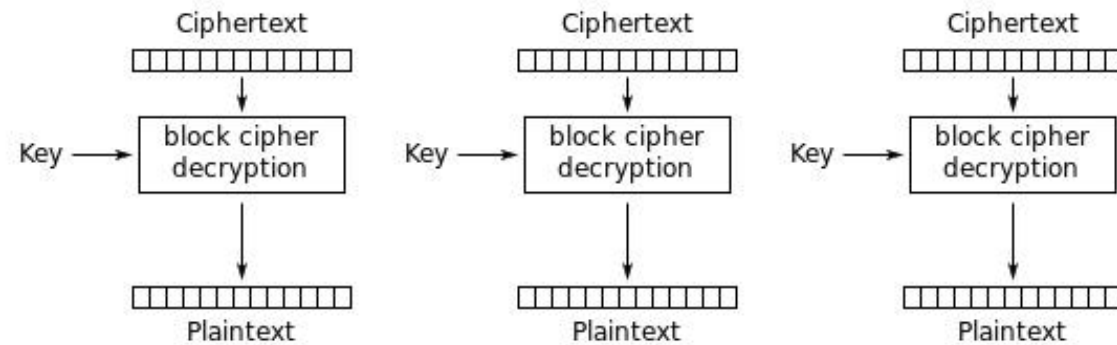 Ciphertext Ciphertext Ciphertext
Key block cipher decryption Key block cipher decryption Key block cipher decryption
Plaintext Plaintext Plaintext